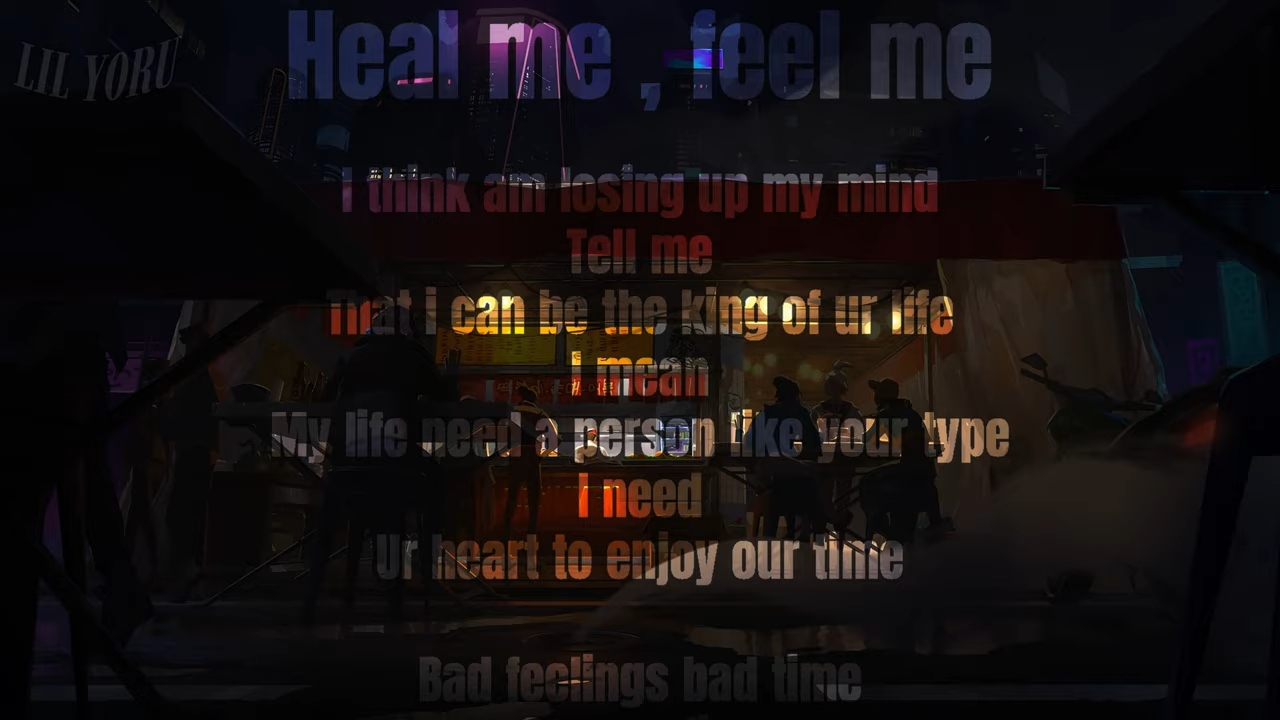 LIL YORU
Heal me , feel me
I think am losing up my mind
Tell me
That i can be the king of ur life
I mean
My life need a person like your type
I need
Ur heart to enjoy our time
Bad feelings bad time